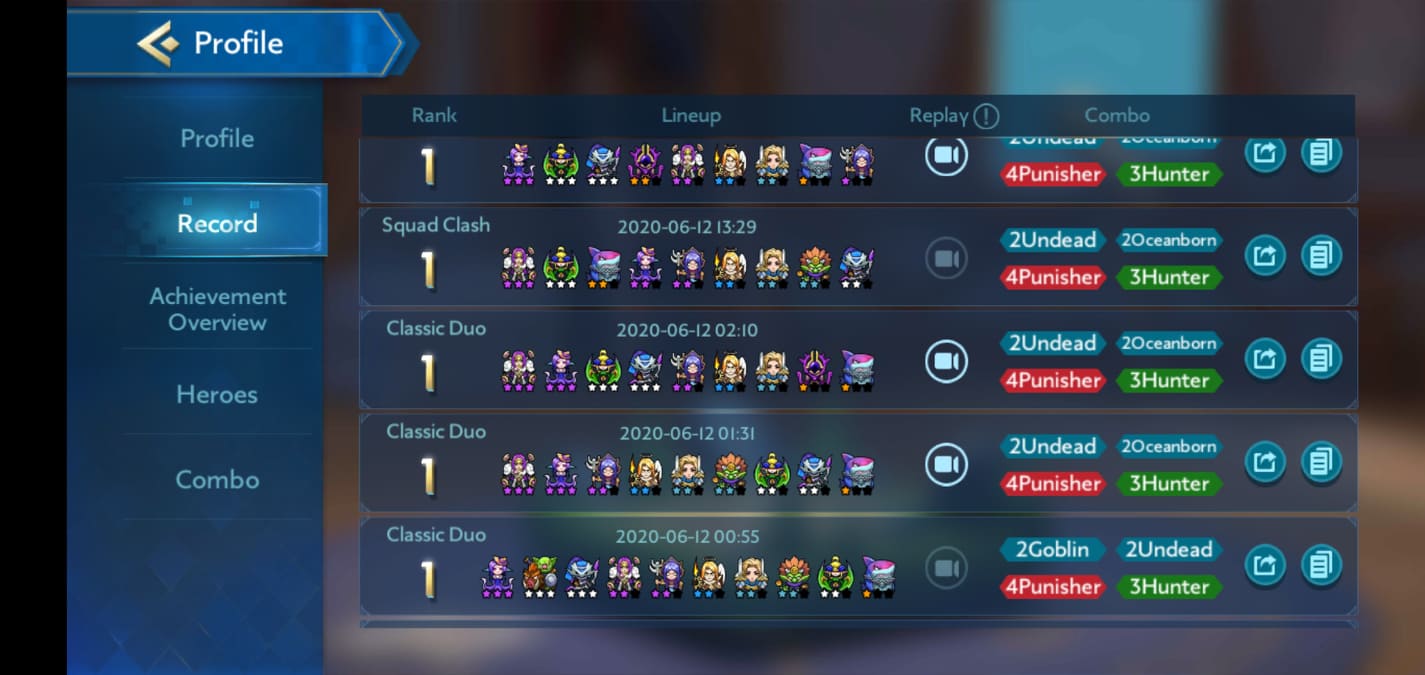 Profile
Profile
Record
Achievement
Overview
Heroes
Combo
Rank Lineup Replay Combo
1
2Undead 2Oceanborn
4Punisher 3Hunter
Squad Clash 2020-06-12 13:29
1
2Undead 2Oceanborn
4Punisher 3Hunter
Classic Duo 2020-06-12 02:10
1
2Undead 2Oceanborn
4Punisher 3Hunter
Classic Duo 2020-06-12 01:31
1
2Undead 2Oceanborn
4Punisher 3Hunter
Classic Duo 2020-06-12 00:55
1
2Goblin 2Undead
4Punisher 3Hunter